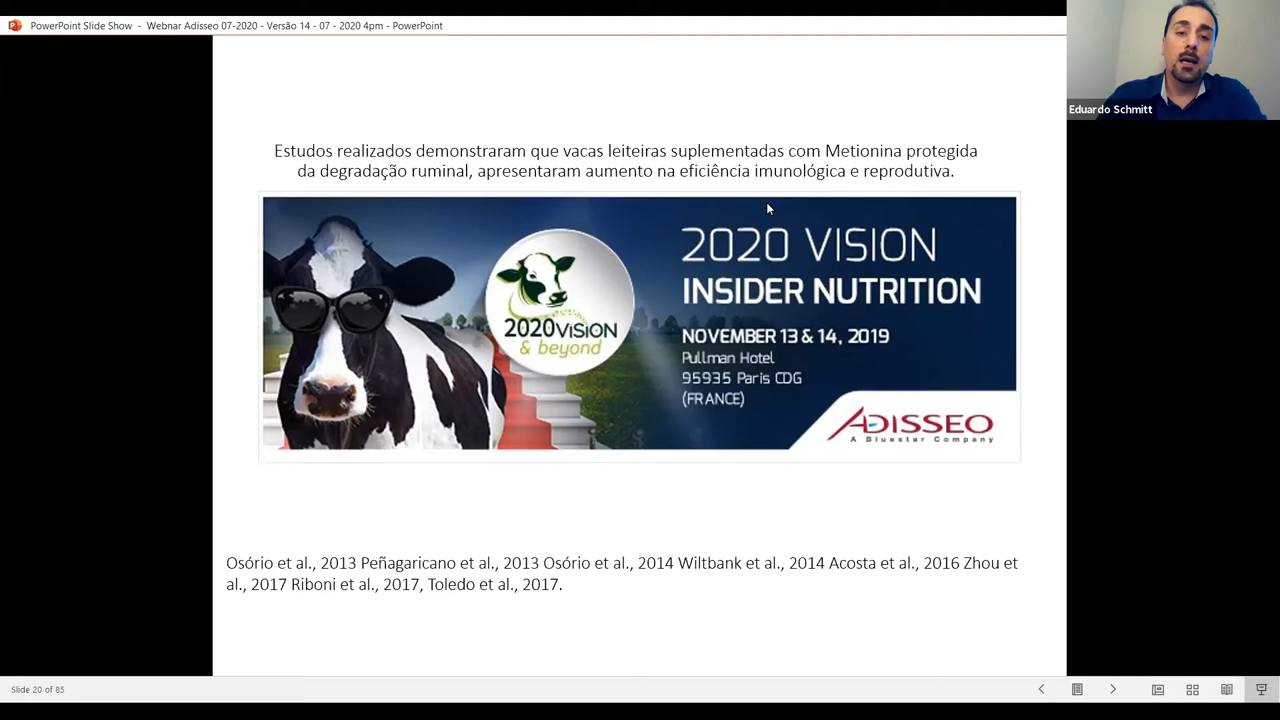 PowerPoint Slide Show - Webnar Adisseo 07-2020 - Versão 14 - 07 - 2020 4pm - PowerPoint
Eduardo Schmitt
Estudos realizados demonstraram que vacas leiteiras suplementadas com Metionina protegida
da degradação ruminal, apresentaram aumento na eficiência imunológica e reprodutiva.
2020 VISION
INSIDER NUTRITION
2020 VISION
& beyond
NOVEMBER 13 & 14, 2019
Pullman Hotel
95935 Paris CDG
(FRANCE)
ADISSEO
A Bluestar Company
Osório et al., 2013 Peñagaricano et al., 2013 Osório et al., 2014 Wiltbank et al., 2014 Acosta et al., 2016 Zhou et
al., 2017 Riboni et al., 2017, Toledo et al., 2017.
Slide 20 of 85